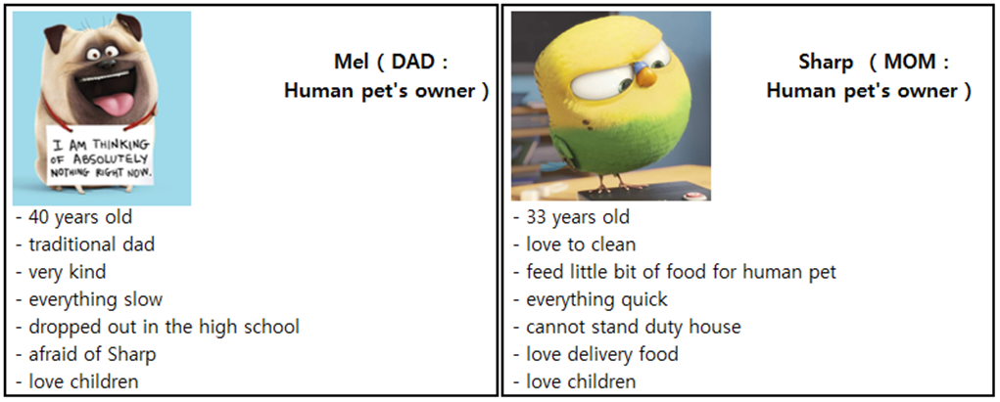 Mel ( DAD :
Human pet's owner )
I AM THINKING
OF ABSOLUTELY
NOTHING RIGHT NOW.
- 40 years old
- traditional dad
- very kind
- everything slow
- dropped out in the high school
- afraid of Sharp
- love children
Sharp ( MOM :
Human pet's owner )
- 33 years old
- love to clean
- feed little bit of food for human pet
- everything quick
- cannot stand duty house
- love delivery food
- love children